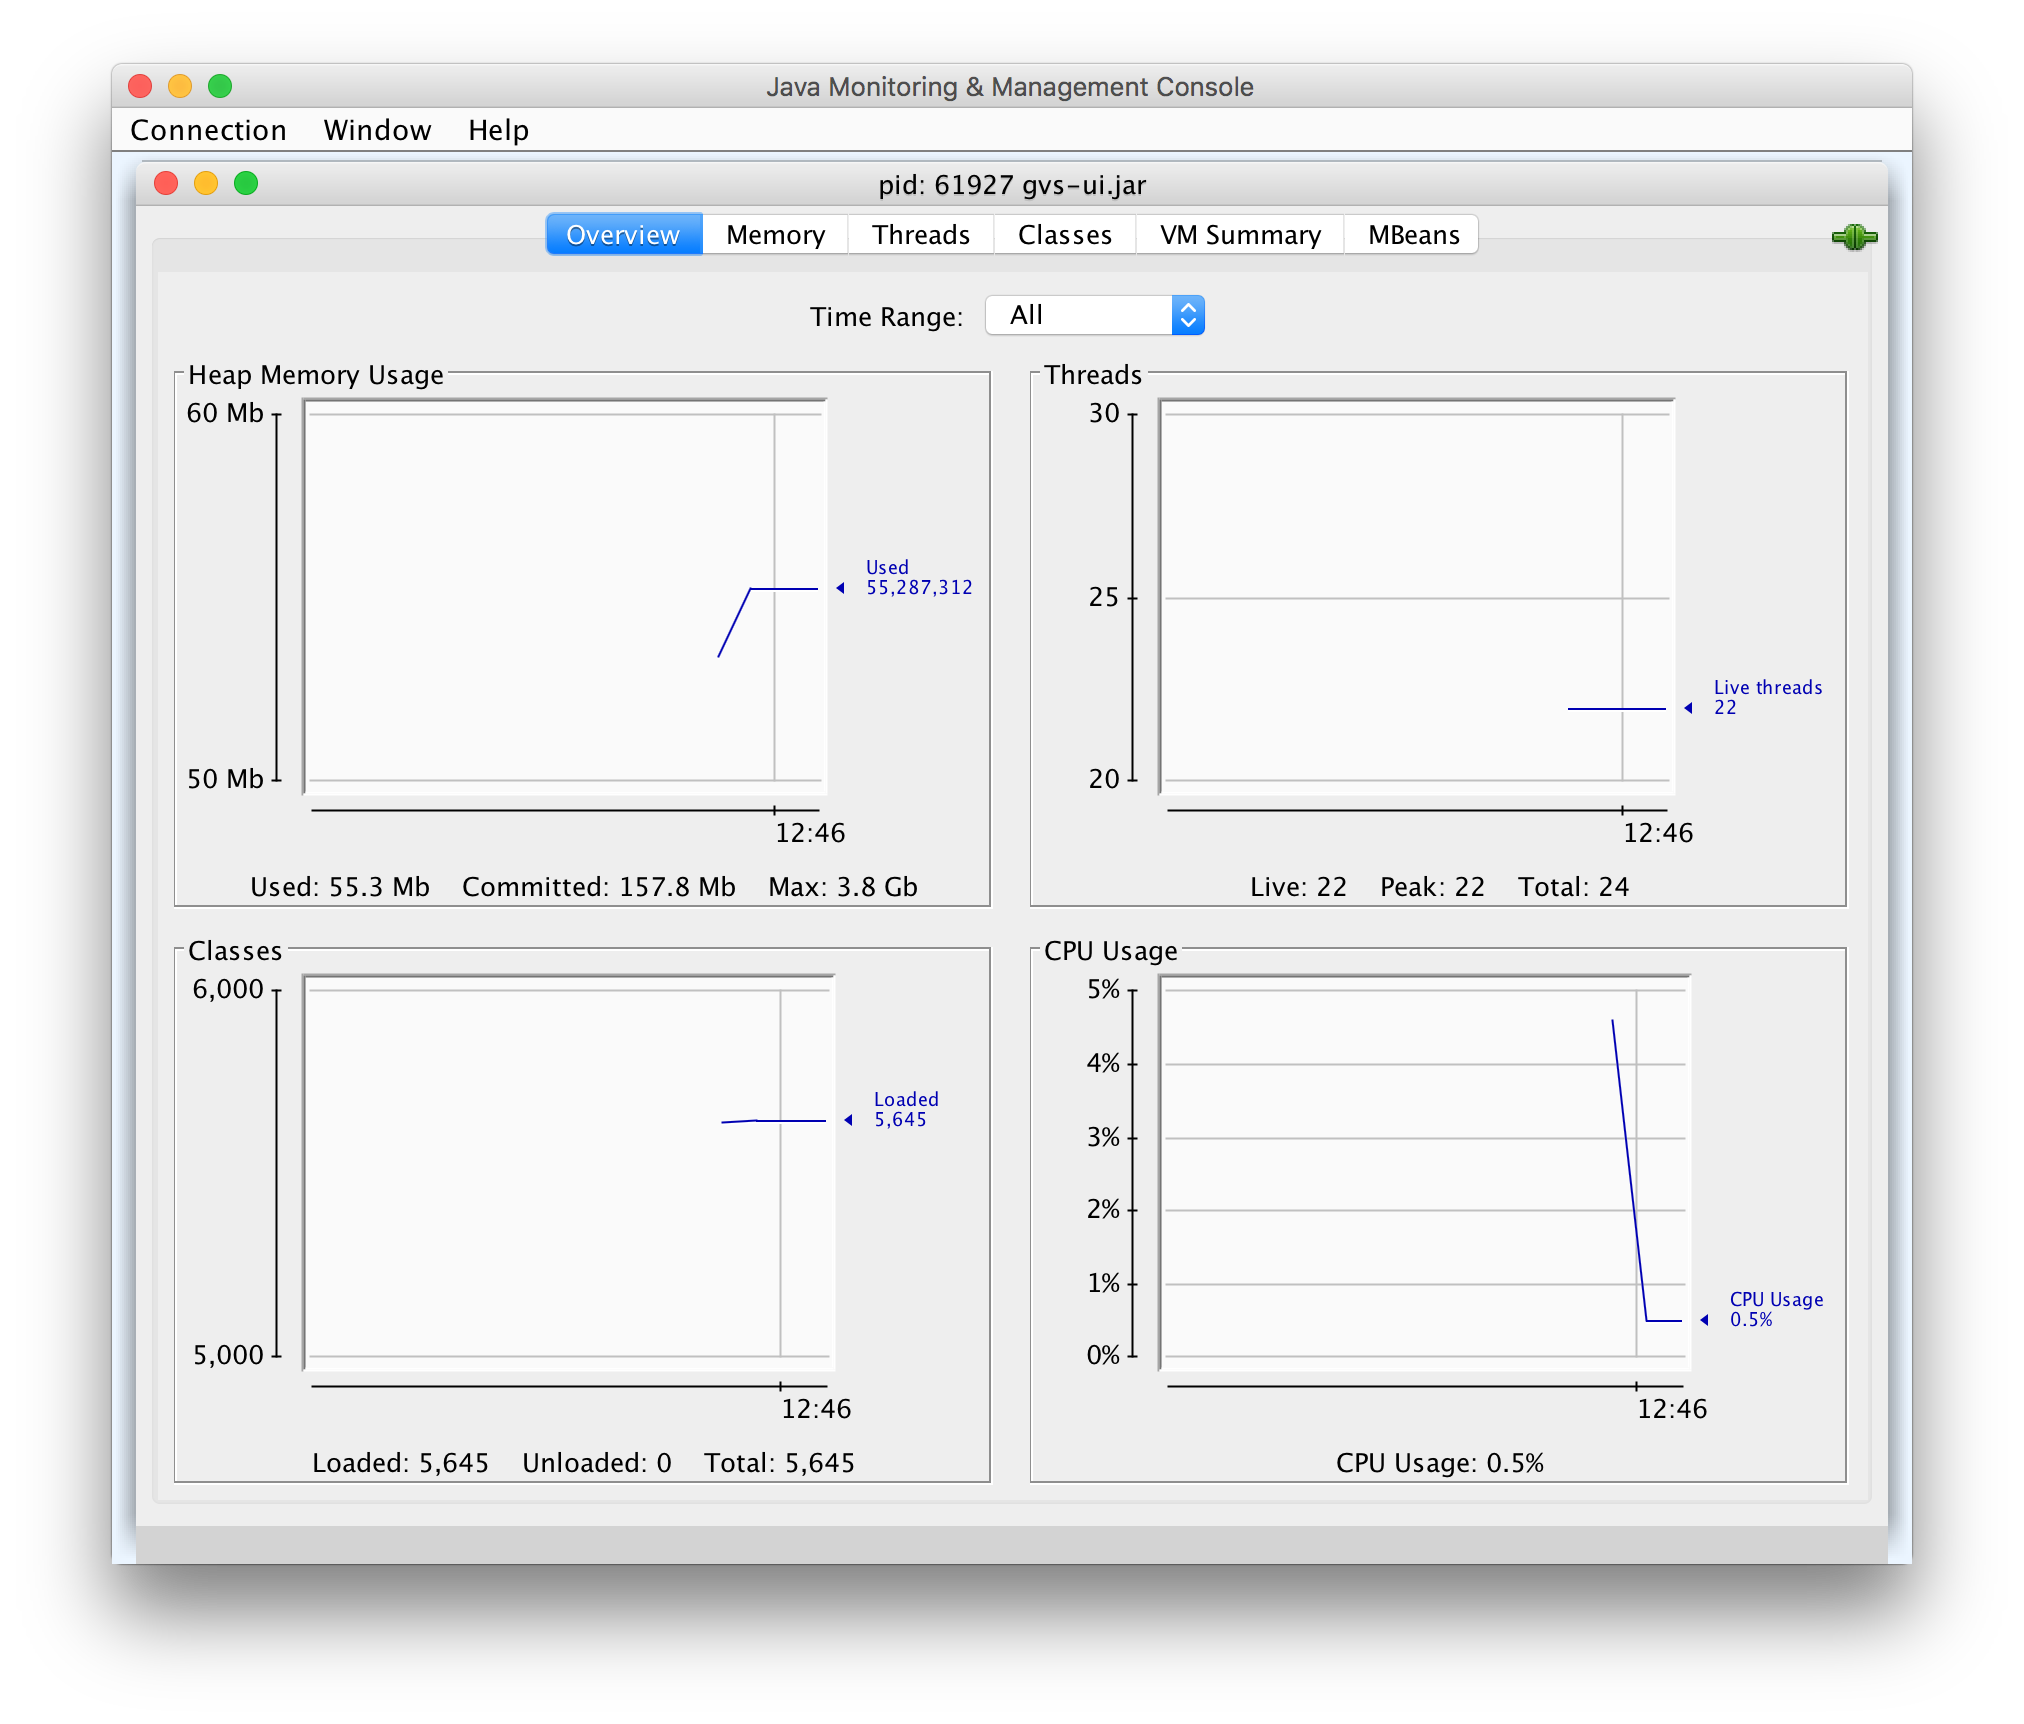 Java Monitoring & Management Console
Connection Window Help
pid: 61927 gvs-ui.jar
Overview Memory Threads Classes VM Summary MBeans
Time Range: All
Heap Memory Usage
60 Mb
50 Mb
Used
55,287,312
12:46
Used: 55.3 Mb Committed: 157.8 Mb Max: 3.8 Gb
Threads
30
25
20
Live threads
22
12:46
Live: 22 Peak: 22 Total: 24
Classes
6,000
5,000
Loaded
5,645
12:46
Loaded: 5,645 Unloaded: 0 Total: 5,645
CPU Usage
5%
4%
3%
2%
1%
0%
CPU Usage
0.5%
12:46
CPU Usage: 0.5%